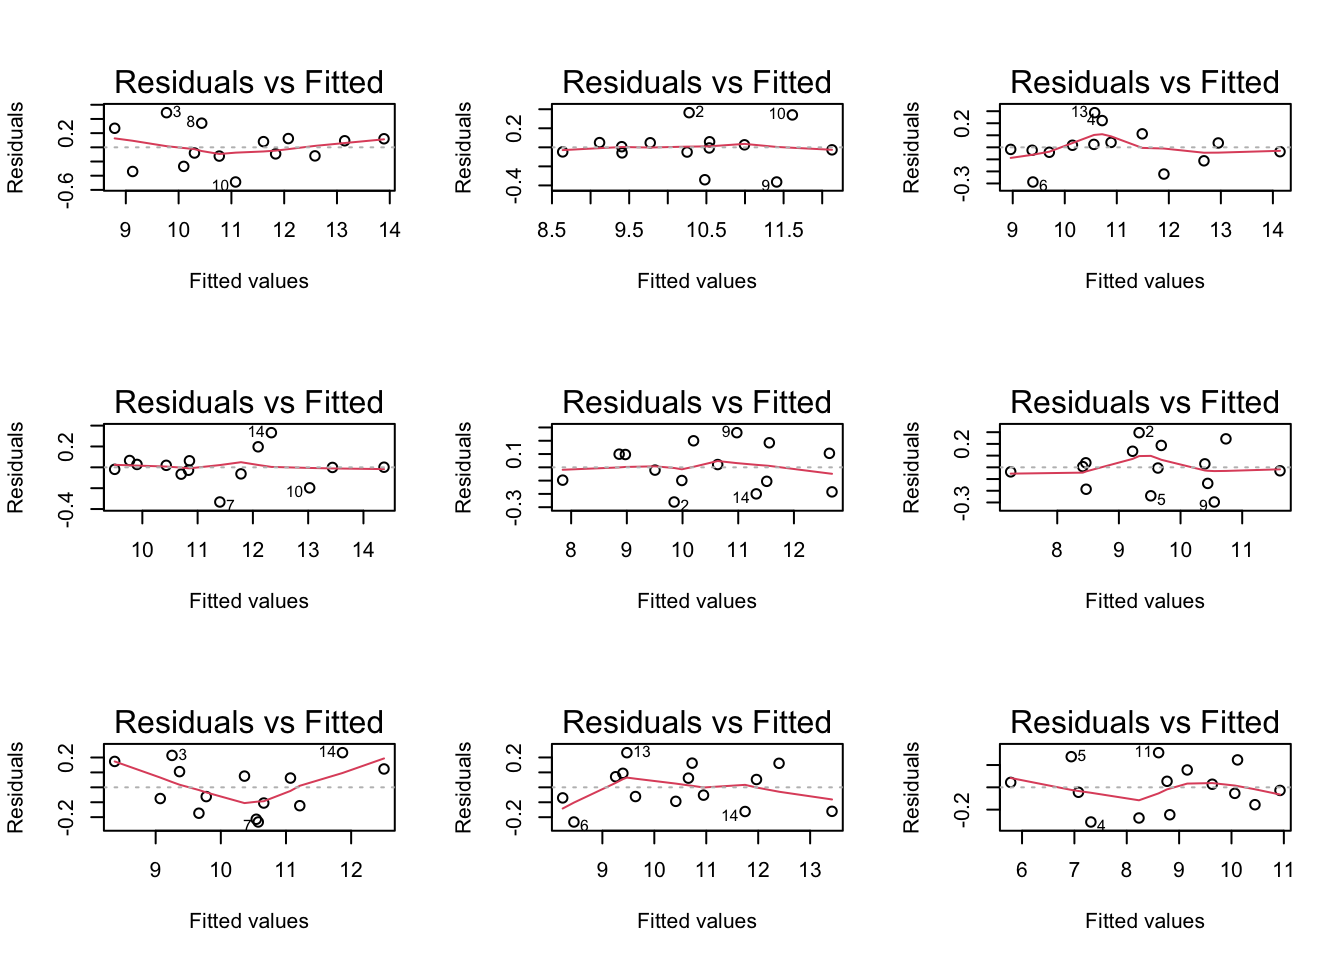 Residuals vs Fitted
Residuals
0.2
-0.6
3
8
10
9 10 11 12 13 14
Fitted values
Residuals vs Fitted
Residuals
0.2
-0.4
2
10
9
8.5 9.5 10.5 11.5
Fitted values
Residuals vs Fitted
Residuals
0.2
-0.3
13
4
6
9 10 11 12 13 14
Fitted values
Residuals vs Fitted
Residuals
0.2
-0.4
14
10
7
10 11 12 13 14
Fitted values
Residuals vs Fitted
Residuals
0.1
-0.3
9
14
2
8 9 10 11 12
Fitted values
Residuals vs Fitted
Residuals
0.2
-0.3
2
5
9
8 9 10 11
Fitted values
Residuals vs Fitted
Residuals
0.2
-0.2
3
14
7
9 10 11 12
Fitted values
Residuals vs Fitted
Residuals
0.2
-0.2
13
14
6
9 10 11 12 13
Fitted values
Residuals vs Fitted
Residuals
-0.2
5
11
4
6 7 8 9 10 11
Fitted values